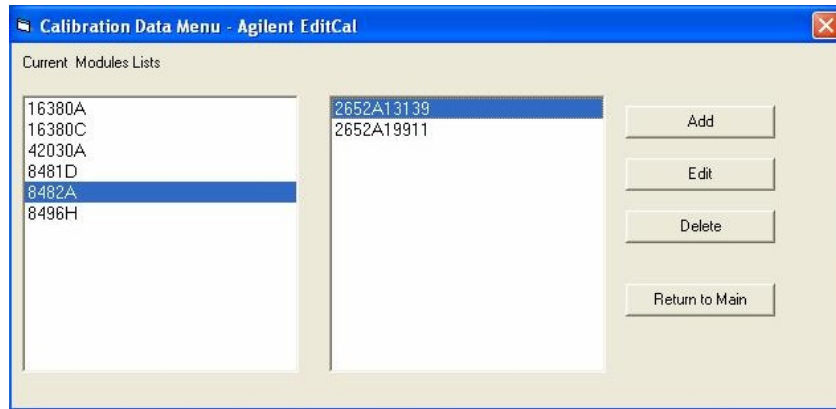 Calibration Data Menu - Agilent EditCal
Current Modules Lists
16380A
16380C
42030A
8481D
8482A
8496H
2652A13139
2652A19911
Add
Edit
Delete
Return to Main